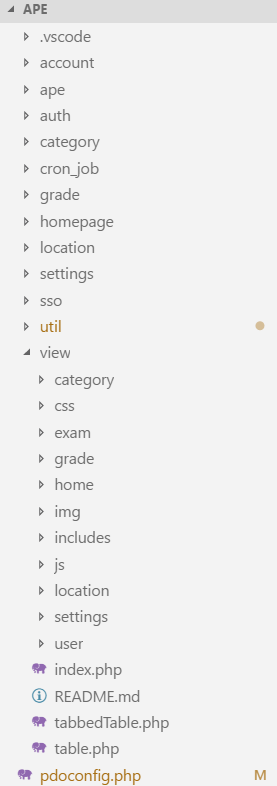 APE
.vscode
account
ape
auth
category
cron_job
grade
homepage
location
settings
sso
util
view
category
css
exam
grade
home
img
includes
js
location
settings
user
index.php
README.md
tabbedTable.php
table.php
pdoconfig.php M